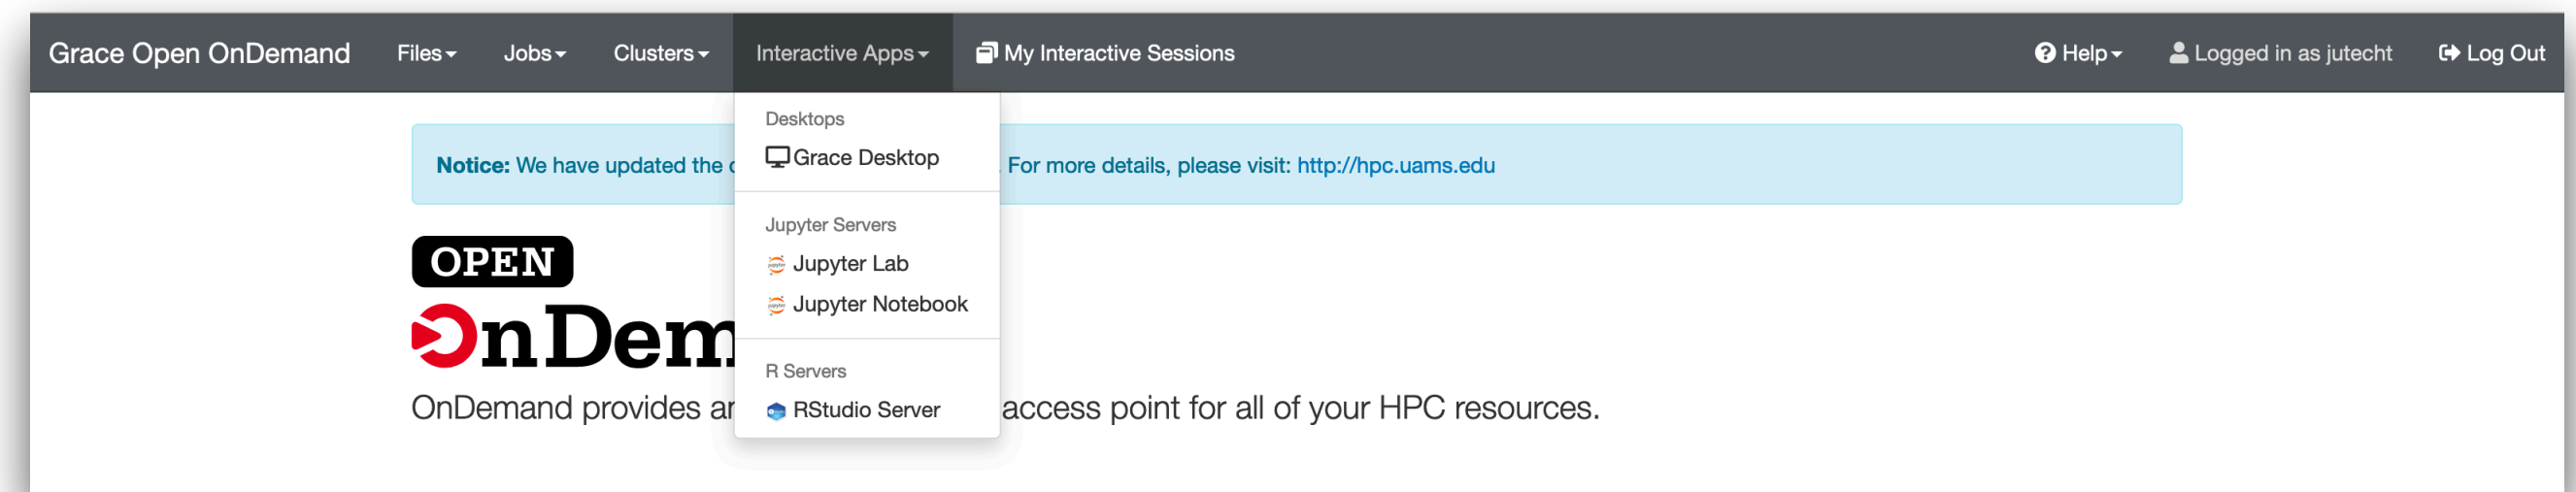 Grace Open OnDemand Files Jobs Clusters Interactive Apps My Interactive Sessions Help Logged in as jutecht Log Out
Desktops
Grace Desktop
Jupyter Servers
Jupyter Lab
Jupyter Notebook
R Servers
RStudio Server
Notice: We have updated the . For more details, please visit: http://hpc.uams.edu
OPEN
OnDem
OnDemand provides access point for all of your HPC resources.